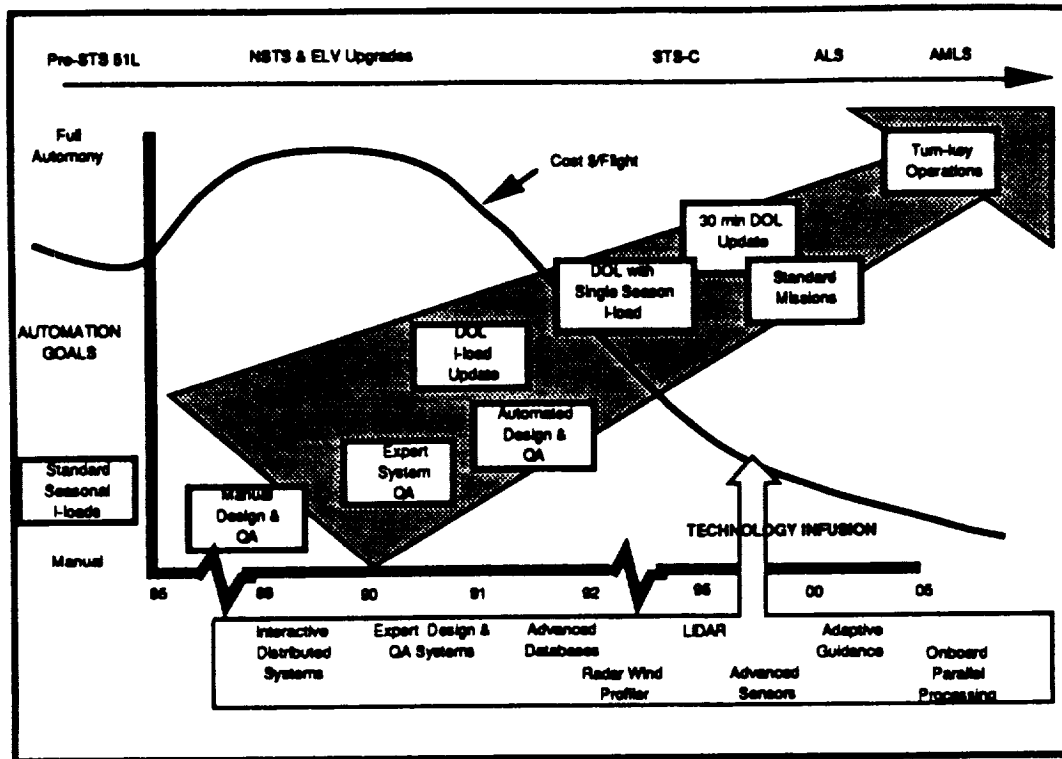 Pre-STS 51L
NSTS & ELV Upgrades
STS-C
ALS
AMLS
Full
Automony
Cost $/Flight
Turn-key
Operations
30 min DOL
Update
DOL with
Single Season
I-load
Standard
Missions
AUTOMATION
GOALS
DOL
I-load
Update
Automated
Design &
QA
Expert
System
QA
Standard
Seasonal
I-loads
Manual
Design &
QA
Manual
TECHNOLOGY INFUSION
85
89
90
91
92
95
00
05
Interactive
Distributed
Systems
Expert Design &
QA Systems
Advanced
Databases
Radar Wind
Profiler
LIDAR
Advanced
Sensors
Adaptive
Guidance
Onboard
Parallel
Processing